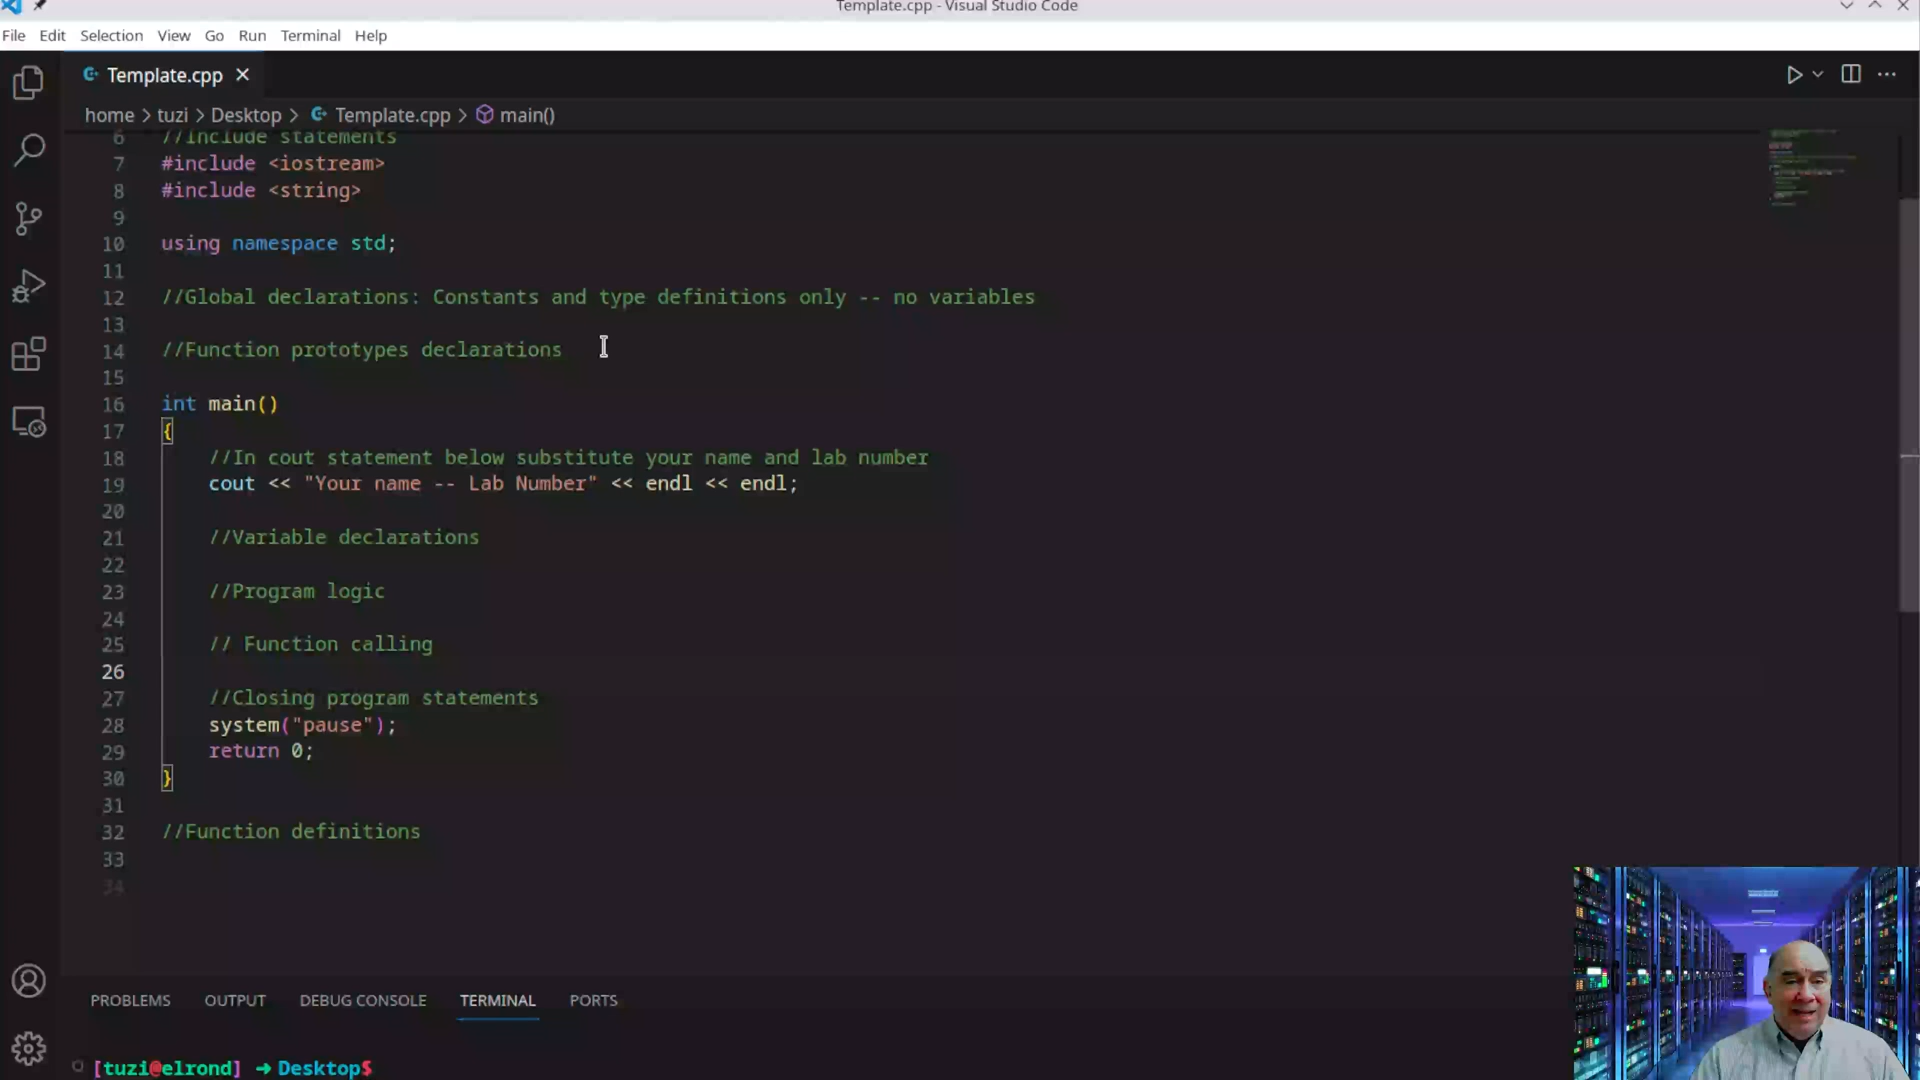 Template.cpp - Visual Studio Code
File Edit Selection View Go Run Terminal Help
Template.cpp
home > tuzi > Desktop > Template.cpp > main()
6 //Include statements
7 #include <iostream>
8 #include <string>
9
10 using namespace std;
11
12 //Global declarations: Constants and type definitions only -- no variables
13
14 //Function prototypes declarations
15
16 int main()
17 {
18 //In cout statement below substitute your name and lab number
19 cout << "Your name -- Lab Number" << endl << endl;
20
21 //Variable declarations
22
23 //Program logic
24
25 // Function calling
26
27 //Closing program statements
28 system("pause");
29 return 0;
30 }
31
32 //Function definitions
33
34
PROBLEMS OUTPUT DEBUG CONSOLE TERMINAL PORTS
[tuzi@elrond] ➜ Desktop$